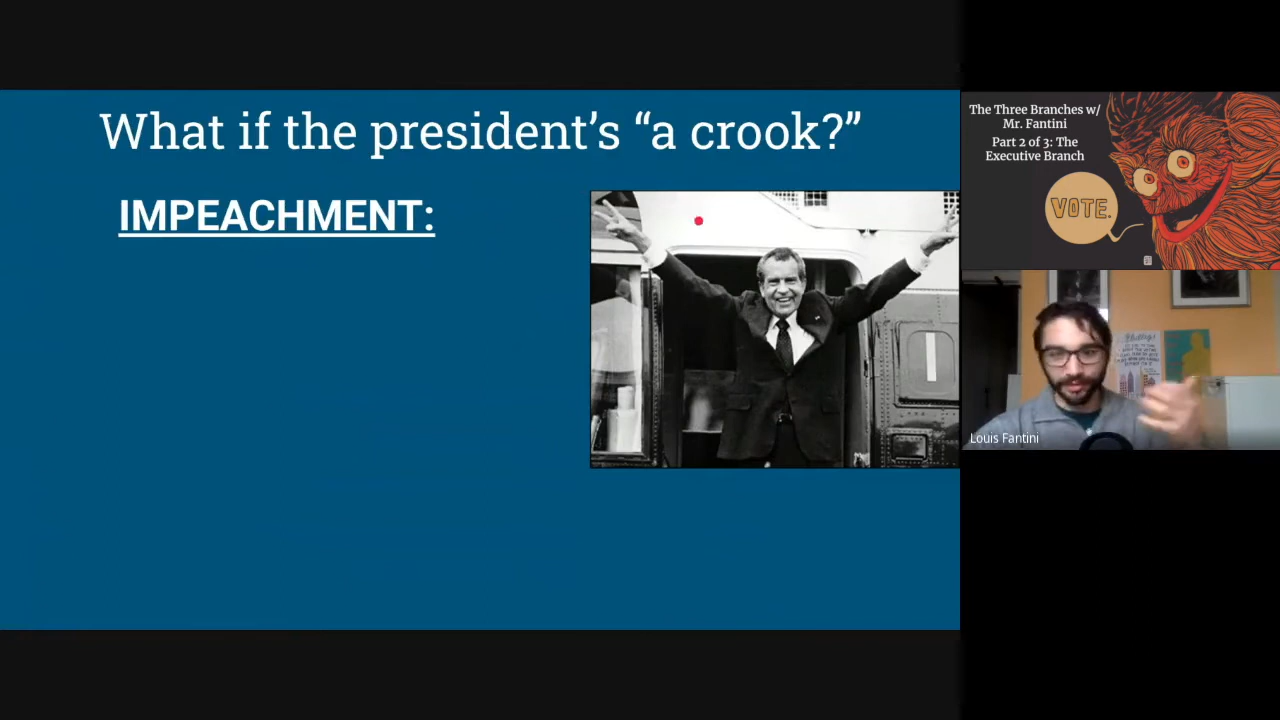 What if the president’s “a crook?”
IMPEACHMENT:
The Three Branches w/
Mr. Fantini
Part 2 of 3: The
Executive Branch
VOTE.
Louis Fantini